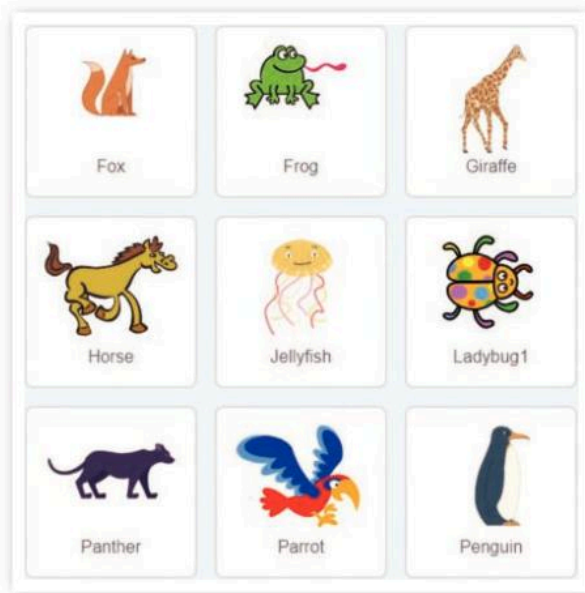 Fox
Frog
Giraffe
Horse
Jellyfish
Ladybug1
Panther
Parrot
Penguin